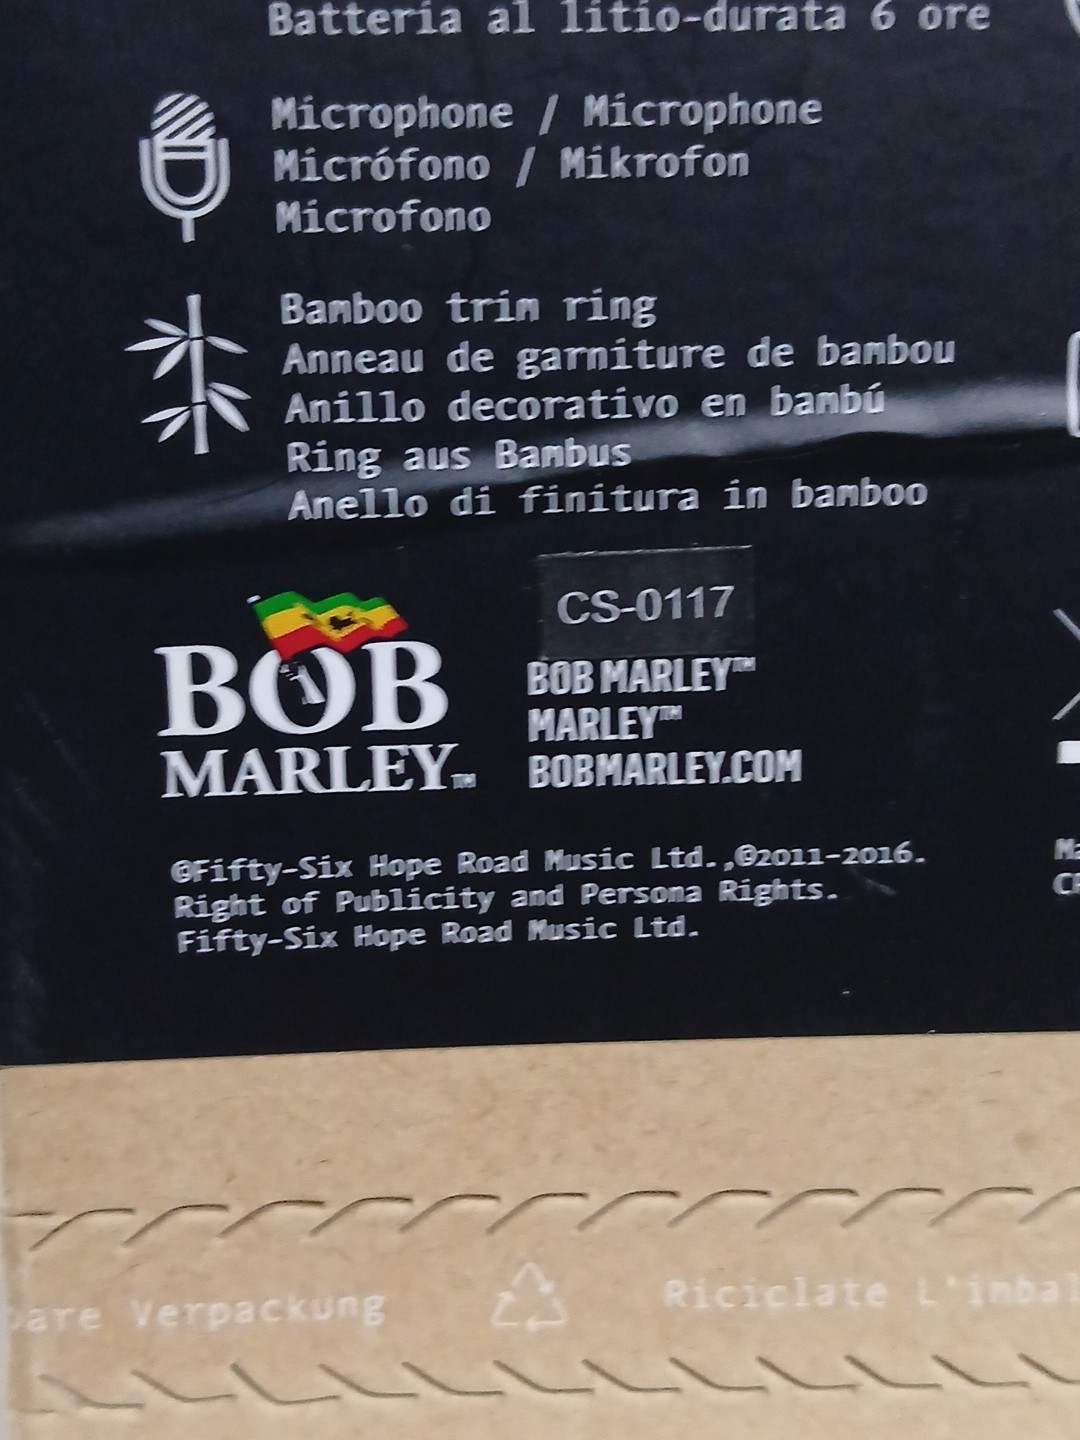 Batteria al litio-durata 6 ore
Microphone / Microphone
Micrófono / Mikrofon
Microfono
Bamboo trim ring
Anneau de garniture de bambou
Anillo decorativo en bambú
Ring aus Bambus
Anello di finitura in bamboo
CS-0117
BOB MARLEY™
MARLEY™
BOBMARLEY.COM
BOB
MARLEY™
©Fifty-Six Hope Road Music Ltd.,©2011-2016.
Right of Publicity and Persona Rights.
Fifty-Six Hope Road Music Ltd.
Verpackung
Riciclate L'imbal